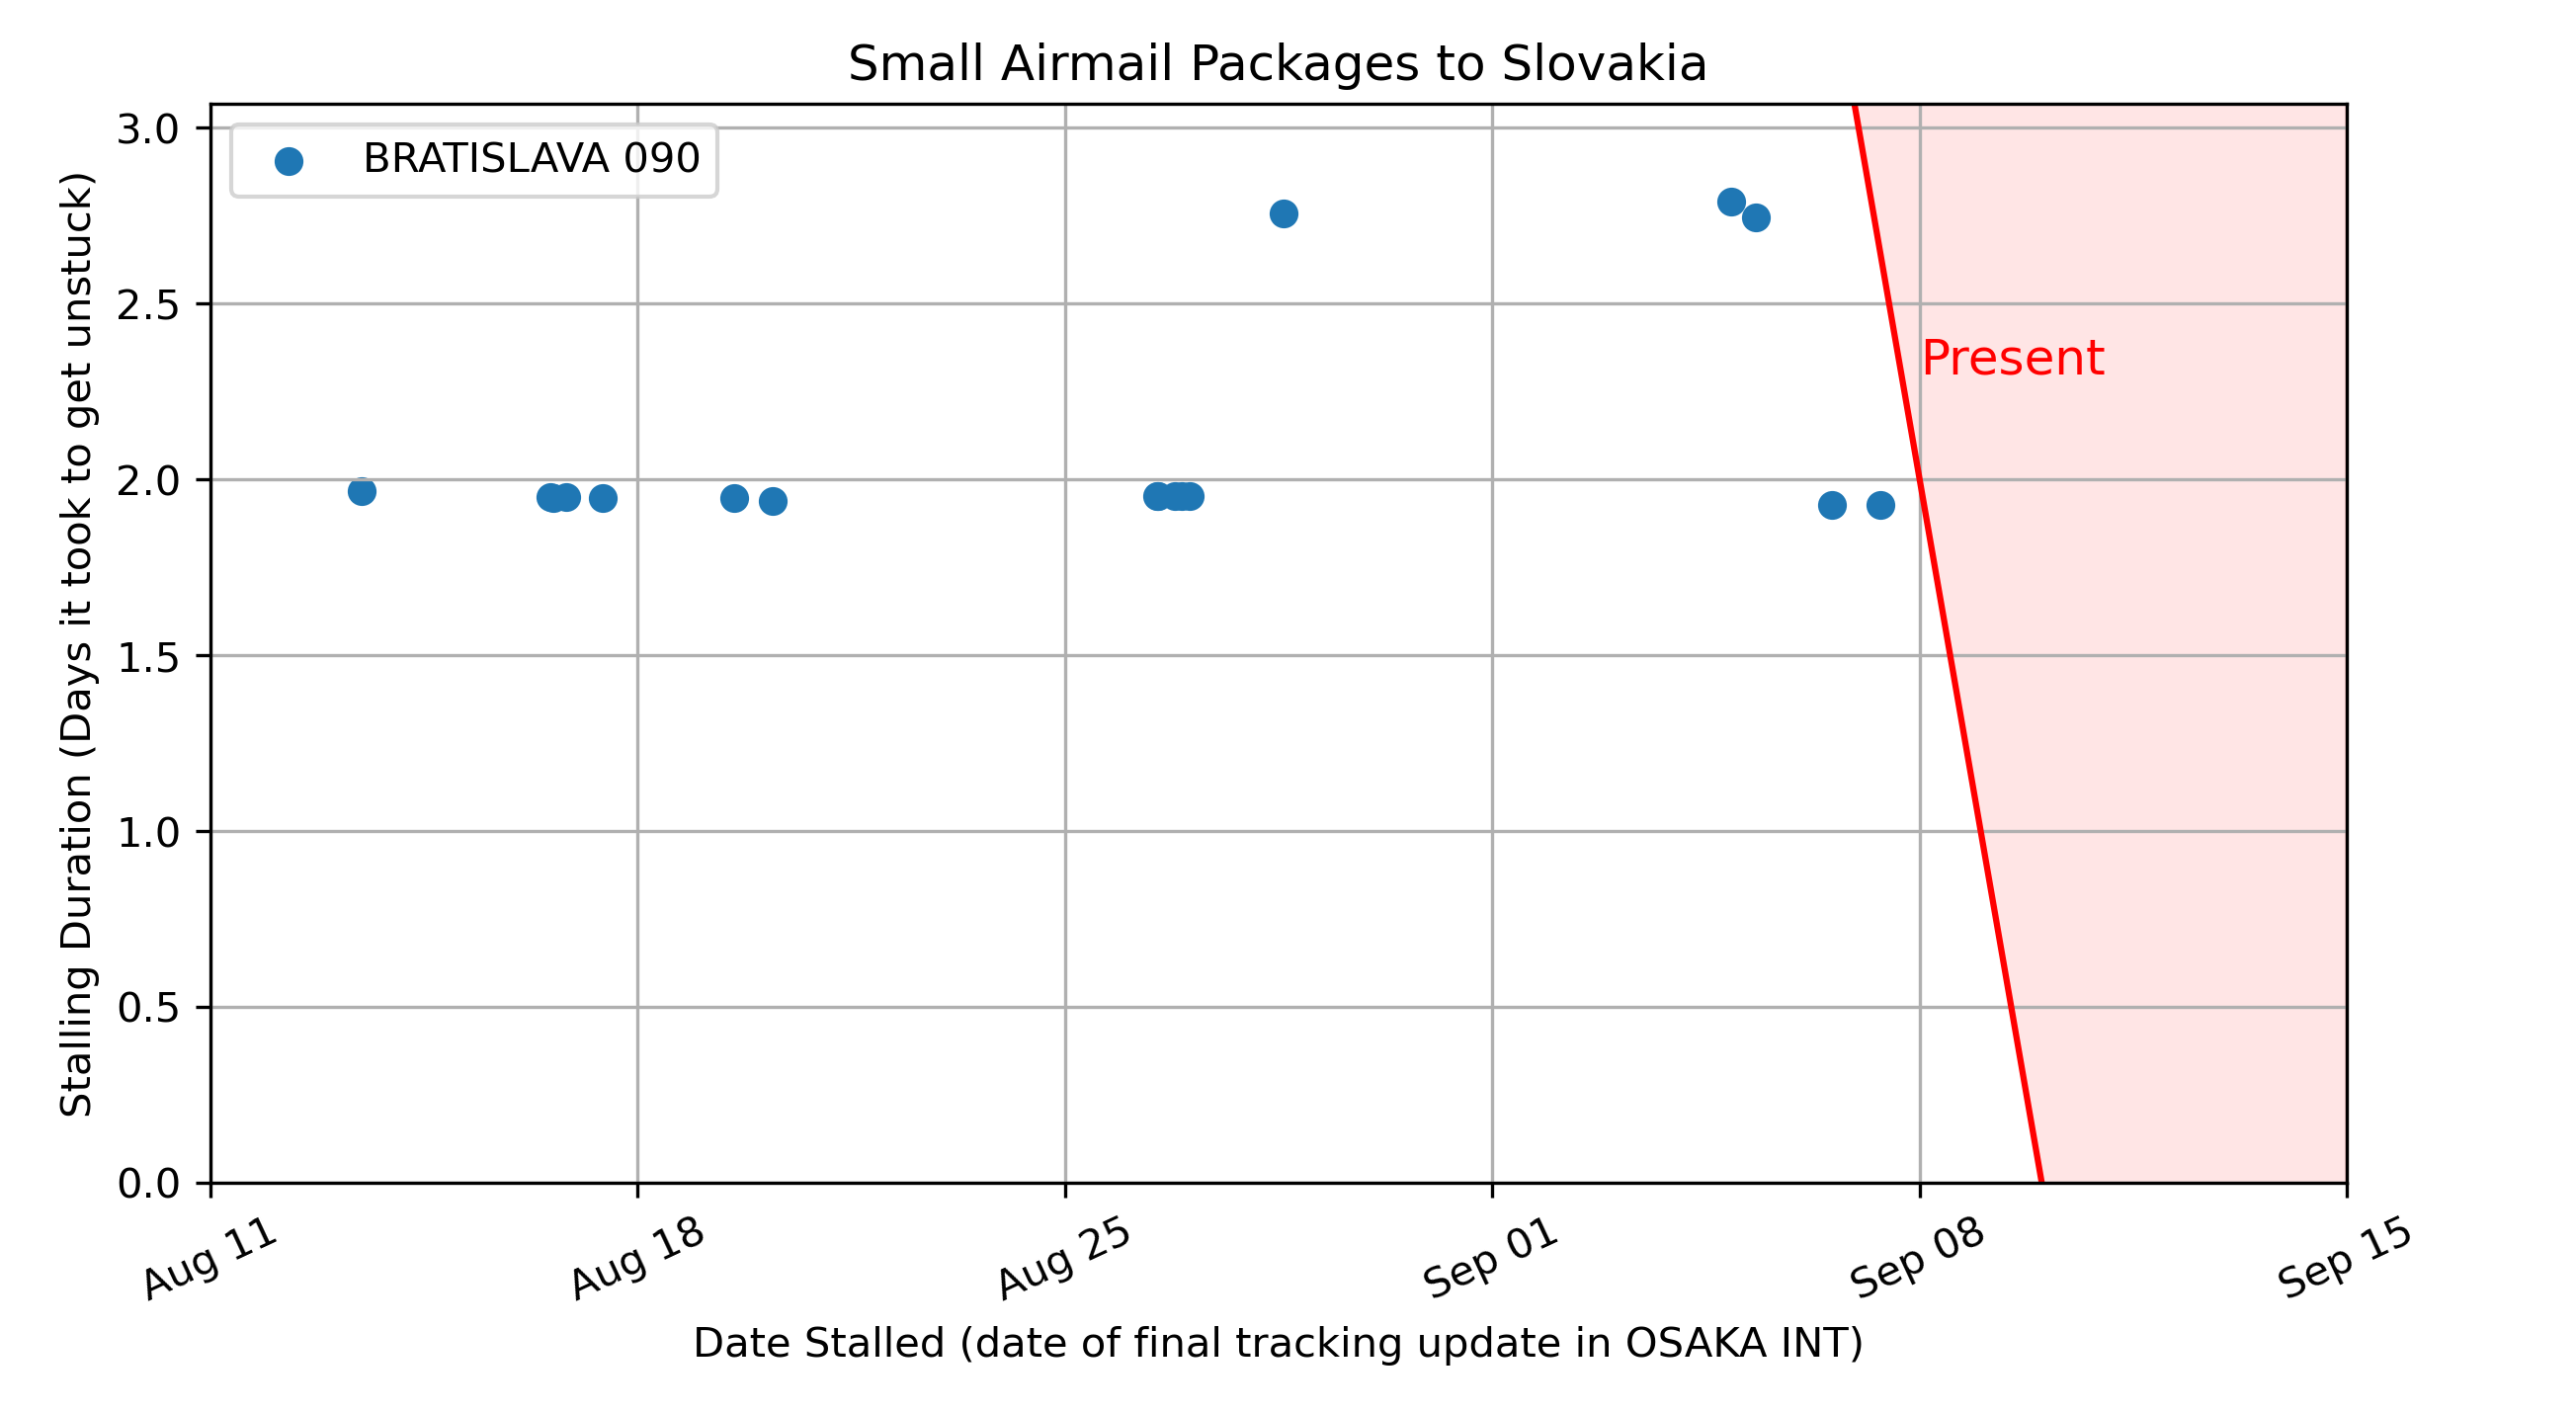 Small Airmail Packages to Slovakia
BRATISLAVA 090
Present
Stalling Duration (Days it took to get unstuck)
3.0
2.5
2.0
1.5
1.0
0.5
0.0
Aug 11
Aug 18
Aug 25
Sep 01
Sep 08
Sep 15
Date Stalled (date of final tracking update in OSAKA INT)